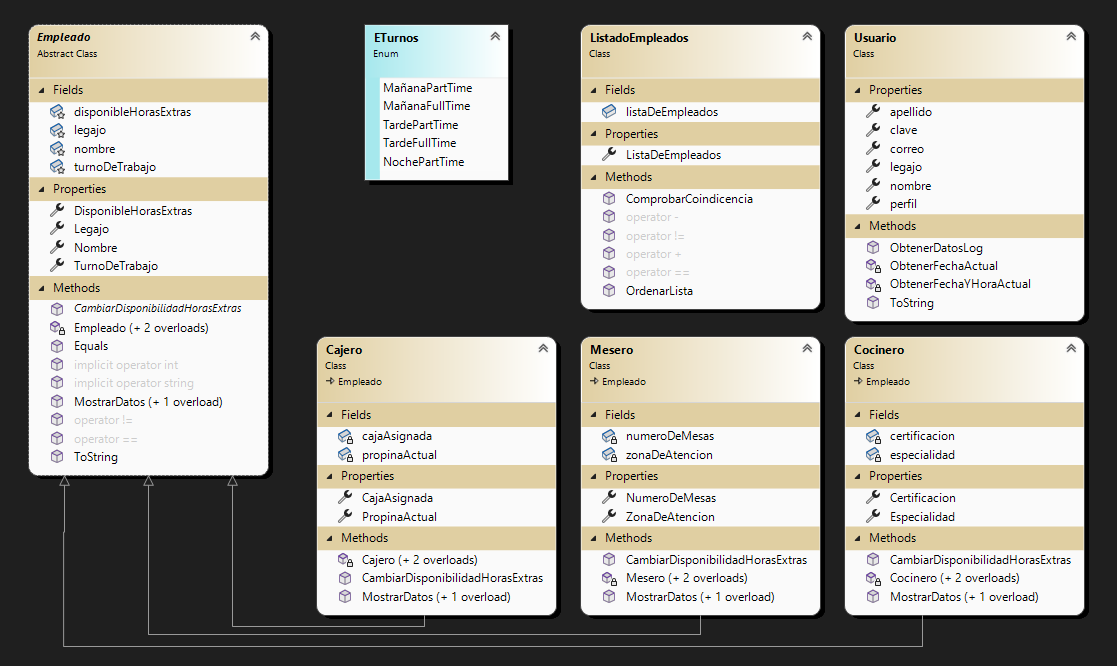 Empleado
Abstract Class
Fields
disponibleHorasExtras
legajo
nombre
turnoDeTrabajo
Properties
DisponibleHorasExtras
Legajo
Nombre
TurnoDeTrabajo
Methods
CambiarDisponibilidadHorasExtras
Empleado (+ 2 overloads)
Equals
implicit operator int
implicit operator string
MostrarDatos (+ 1 overload)
operator !=
operator ==
ToString
ETurnos
Enum
MañanaPartTime
MañanaFullTime
TardePartTime
TardeFullTime
NochePartTime
ListadoEmpleados
Class
Fields
listaDeEmpleados
Properties
ListaDeEmpleados
Methods
ComprobarCoindicencia
operator -
operator !=
operator +
operator ==
OrdenarLista
Usuario
Class
Properties
apellido
clave
correo
legajo
nombre
perfil
Methods
ObtenerDatosLog
ObtenerFechaActual
ObtenerFechaYHoraActual
ToString
Cajero
Class
Empleado
Fields
cajaAsignada
propinaActual
Properties
CajaAsignada
PropinaActual
Methods
Cajero (+ 2 overloads)
CambiarDisponibilidadHorasExtras
MostrarDatos (+ 1 overload)
Mesero
Class
Empleado
Fields
numeroDeMesas
zonaDeAtencion
Properties
NumeroDeMesas
ZonaDeAtencion
Methods
CambiarDisponibilidadHorasExtras
Mesero (+ 2 overloads)
MostrarDatos (+ 1 overload)
Cocinero
Class
Empleado
Fields
certificacion
especialidad
Properties
Certificacion
Especialidad
Methods
CambiarDisponibilidadHorasExtras
Cocinero (+ 2 overloads)
MostrarDatos (+ 1 overload)